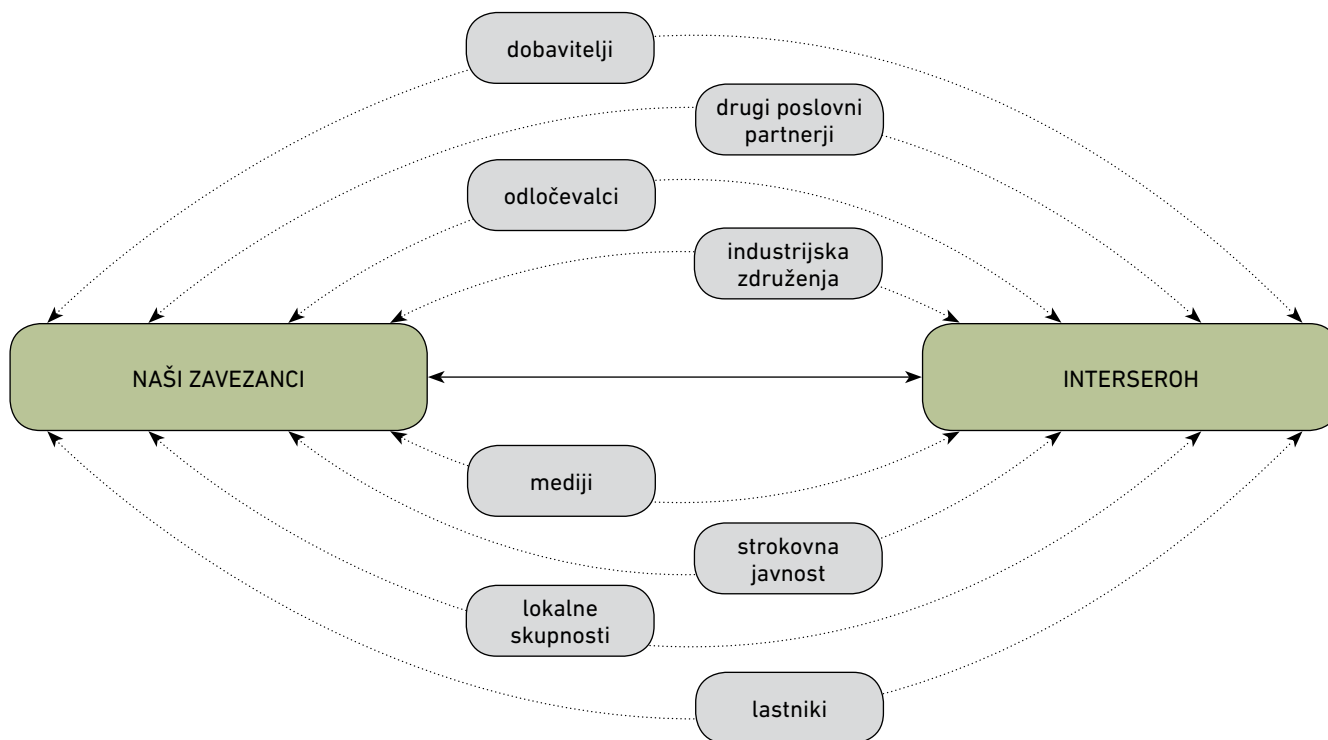 dobavitelji
drugi poslovni
partnerji
odločevalci
industrijska
združenja
NAŠI ZAVEZANCI
INTERSEROH
mediji
strokovna
javnost
lokalne
skupnosti
lastniki